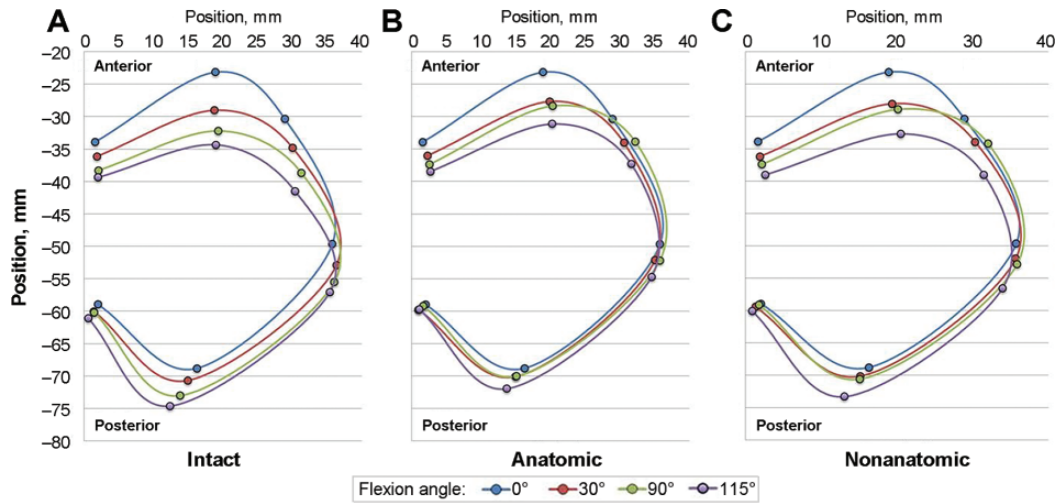 A
Position, mm
0 5 10 15 20 25 30 35 40
B
Position, mm
0 5 10 15 20 25 30 35 40
C
Position, mm
0 10 20 30 40
Position, mm
–20
–25
–30
–35
–40
–45
–50
–55
–60
–65
–70
–75
–80
Anterior
Posterior
Anterior
Posterior
Anterior
Posterior
Intact
Anatomic
Nonanatomic
Flexion angle: 0° 30° 90° 115°